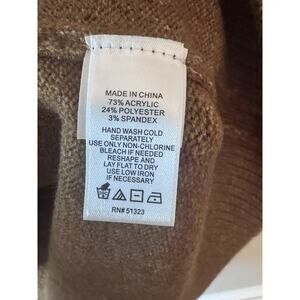 MADE IN CHINA
73% ACRYLIC
24% POLYESTER
3% SPANDEX
HAND WASH COLD
SEPARATELY
USE ONLY NON-CHLORINE
BLEACH IF NEEDED
RESHAPE AND
LAY FLAT TO DRY
USE LOW IRON
IF NECESSARY
RN# 51323